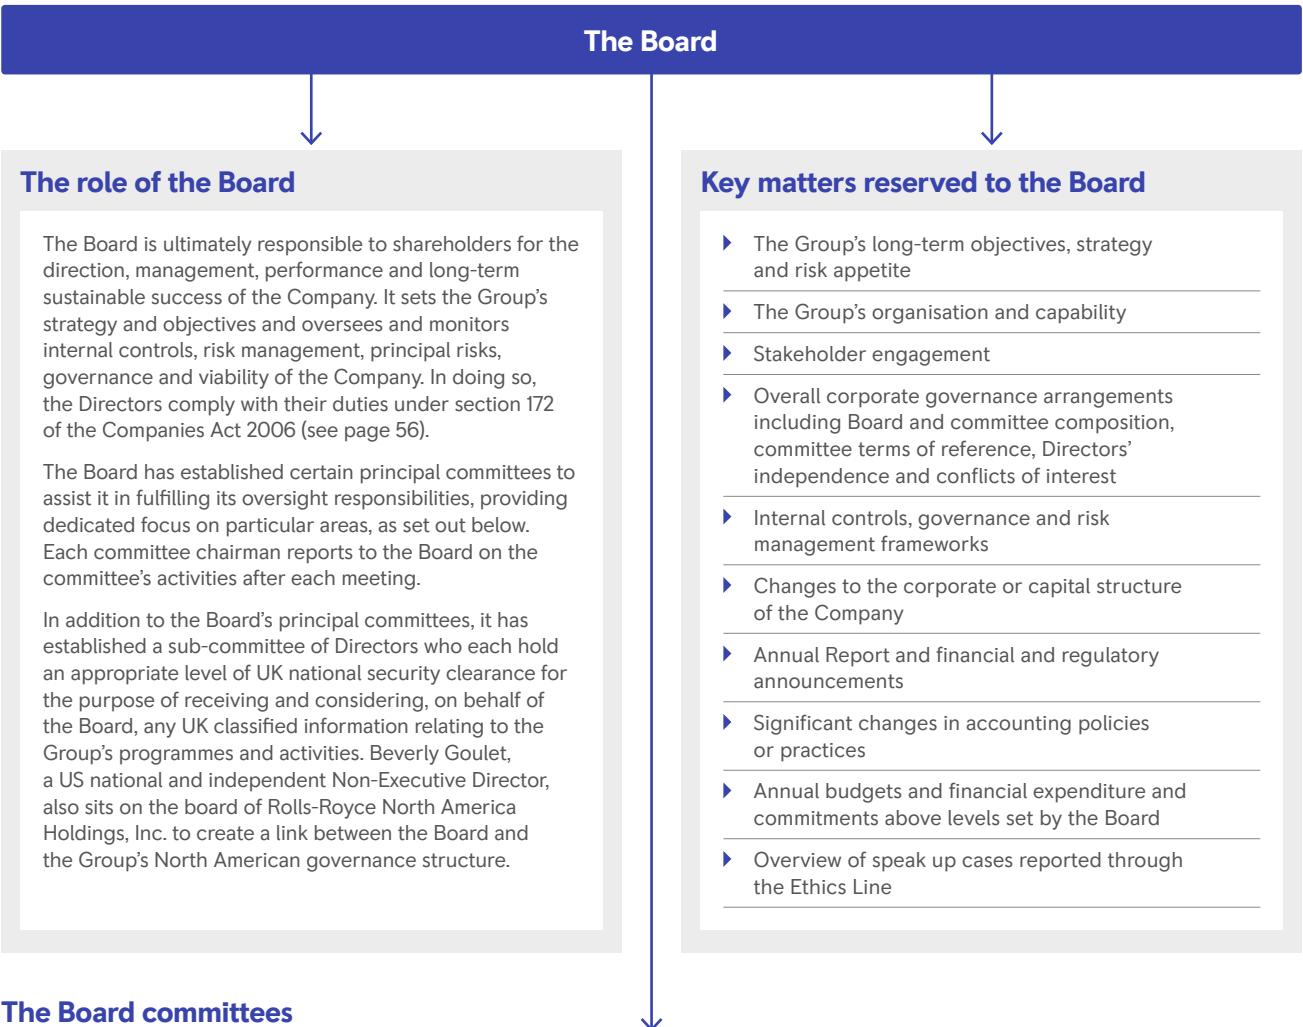 The Board
The role of the Board
The Board is ultimately responsible to shareholders for the
direction, management, performance and long-term
sustainable success of the Company. It sets the Group’s
strategy and objectives and oversees and monitors
internal controls, risk management, principal risks,
governance and viability of the Company. In doing so,
the Directors comply with their duties under section 172
of the Companies Act 2006 (see page 56).
The Board has established certain principal committees to
assist it in fulfilling its oversight responsibilities, providing
dedicated focus on particular areas, as set out below.
Each committee chairman reports to the Board on the
committee’s activities after each meeting.
In addition to the Board’s principal committees, it has
established a sub-committee of Directors who each hold
an appropriate level of UK national security clearance for
the purpose of receiving and considering, on behalf of
the Board, any UK classified information relating to the
Group’s programmes and activities. Beverly Goulet,
a US national and independent Non-Executive Director,
also sits on the board of Rolls-Royce North America
Holdings, Inc. to create a link between the Board and
the Group’s North American governance structure.
Key matters reserved to the Board
The Group’s long-term objectives, strategy
and risk appetite
The Group’s organisation and capability
Stakeholder engagement
Overall corporate governance arrangements
including Board and committee composition,
committee terms of reference, Directors’
independence and conflicts of interest
Internal controls, governance and risk
management frameworks
Changes to the corporate or capital structure
of the Company
Annual Report and financial and regulatory
announcements
Significant changes in accounting policies
or practices
Annual budgets and financial expenditure and
commitments above levels set by the Board
Overview of speak up cases reported through
the Ethics Line
The Board committees